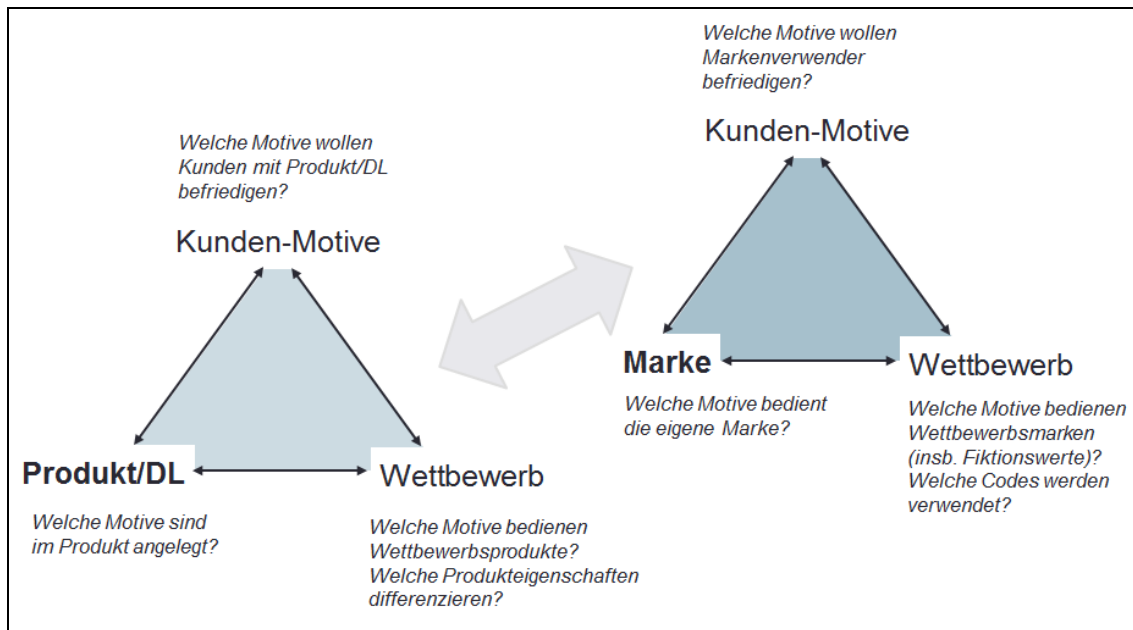 Welche Motive wollen
Kunden mit Produkt/DL
befriedigen?
Kunden-Motive
Produkt/DL
Welche Motive sind
im Produkt angelegt?
Wettbewerb
Welche Motive bedienen
Wettbewerbsprodukte?
Welche Produkteigenschaften
differenzieren?
Welche Motive wollen
Markenverwender
befriedigen?
Kunden-Motive
Marke
Welche Motive bedient
die eigene Marke?
Wettbewerb
Welche Motive bedienen
Wettbewerbsmarken
(insb. Fiktionswerte)?
Welche Codes werden
verwendet?